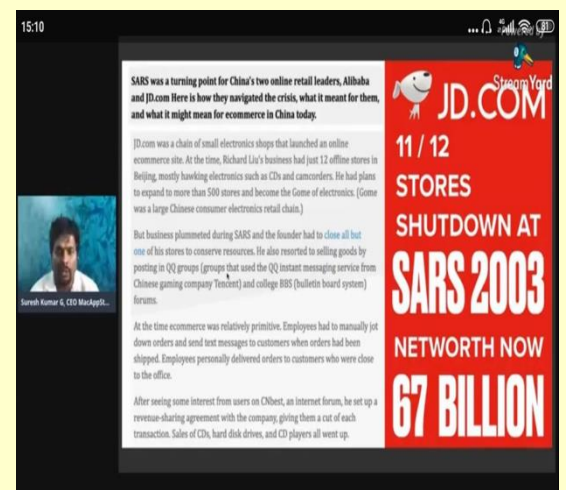 15:10
... 4G 81
Powered by
StreamYard
SARS was a turning point for China's two online retail leaders, Alibaba
and JD.com Here is how they navigated the crisis, what it meant for them,
and what it might mean for ecommerce in China today.
JD.com was a chain of small electronics shops that launched an online
ecommerce site. At the time, Richard Liu's business had just 12 offline stores in
Beijing, mostly hawking electronics such as CDs and camcorders. He had plans
to expand to more than 500 stores and become the Gome of electronics. (Gome
was a large Chinese consumer electronics retail chain.)
But business plummeted during SARS and the founder had to close all but
one of his stores to conserve resources. He also resorted to selling goods by
posting in QQ groups (groups that used the QQ instant messaging service from
Chinese gaming company Tencent) and college BBS (bulletin board system)
forums.
At the time ecommerce was relatively primitive. Employees had to manually jot
down orders and send text messages to customers when orders had been
shipped. Employees personally delivered orders to customers who were close
to the office.
After seeing some interest from users on CNbest, an internet forum, he set up a
revenue-sharing agreement with the company, giving them a cut of each
transaction. Sales of CDs, hard disk drives, and CD players all went up.
JD.COM
11 / 12
STORES
SHUTDOWN AT
SARS 2003
NETWORTH NOW
67 BILLION
Suresh Kumar G, CEO MacAppSt...